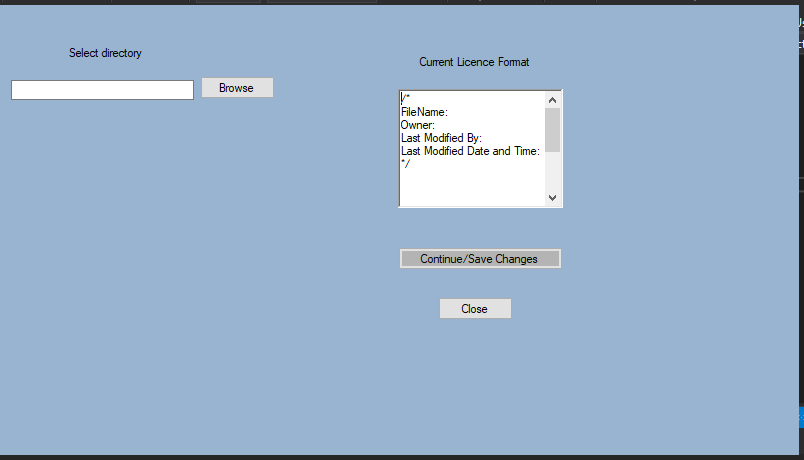 Select directory
Browse
Current Licence Format
/*
FileName:
Owner:
Last Modified By:
Last Modified Date and Time:
*/
Continue/Save Changes
Close